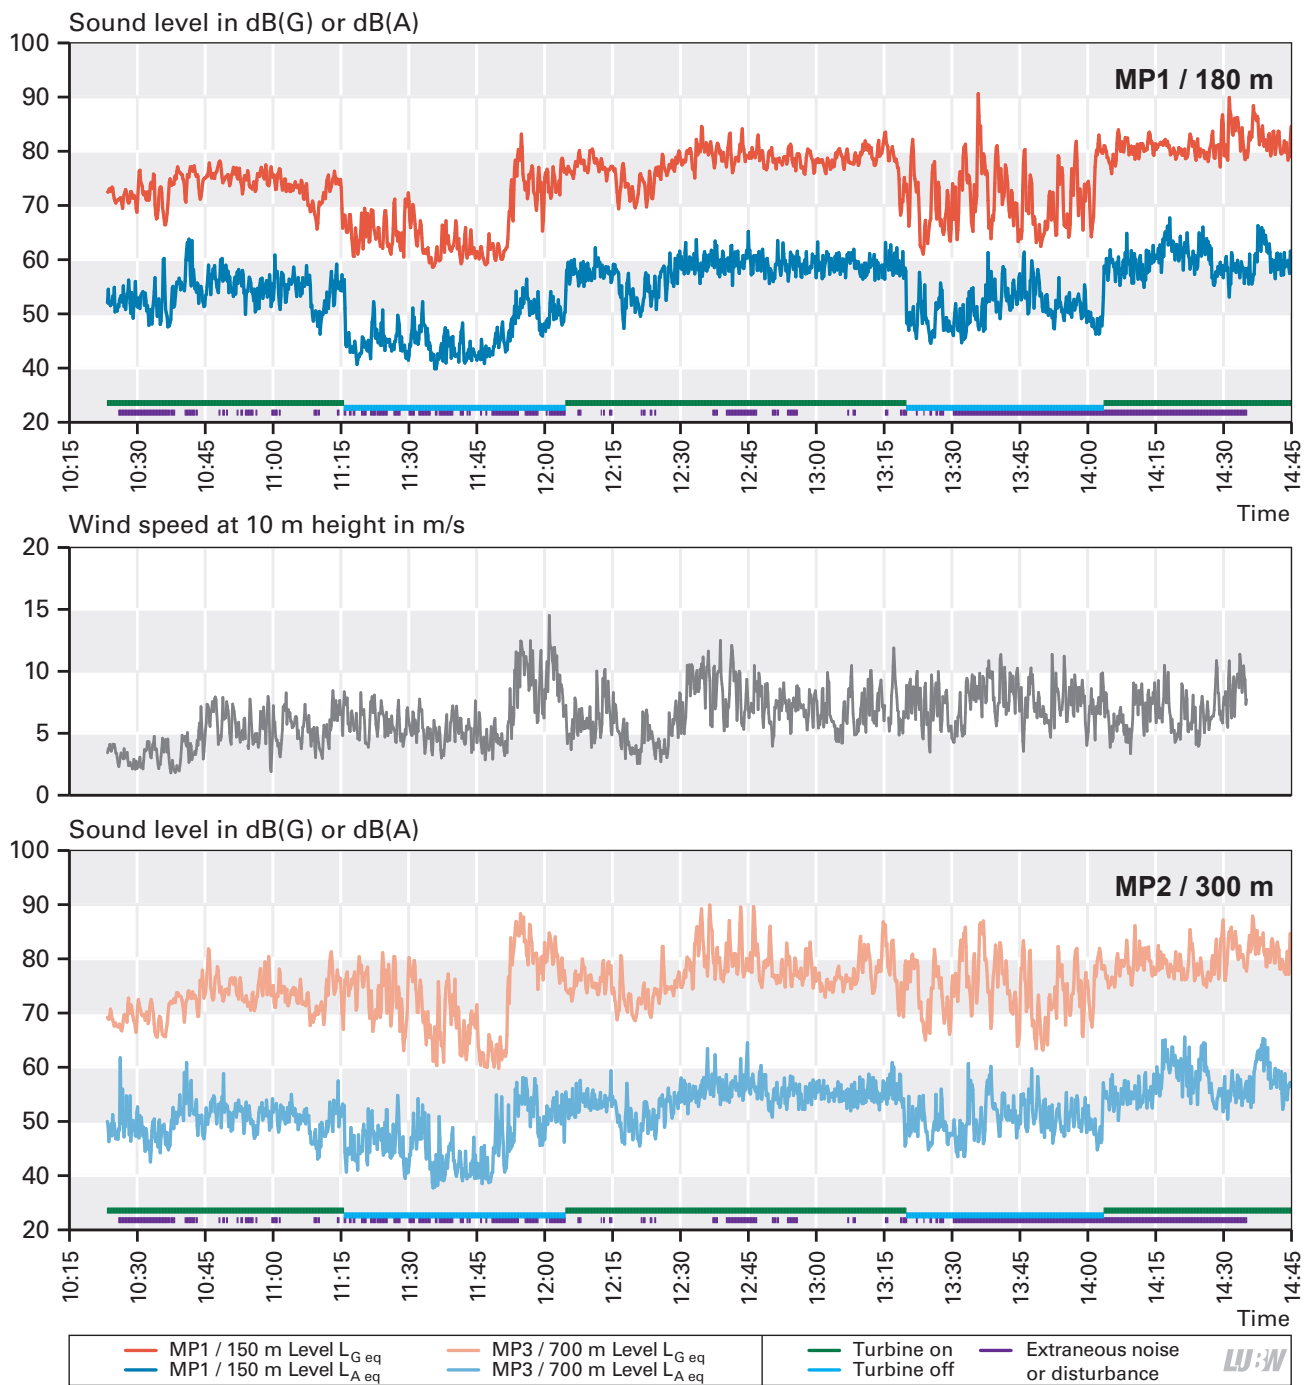 Sound level in dB(G) or dB(A)
MP1 / 180 m
100
90
80
70
60
50
40
20
10:15 10:30 10:45 11:00 11:15 11:30 11:45 12:00 12:15 12:30 12:45 13:00 13:15 13:30 13:45 14:00 14:15 14:30 14:45
Time
Wind speed at 10 m height in m/s
20
15
10
5
0
Sound level in dB(G) or dB(A)
MP2 / 300 m
100
90
80
70
60
50
40
20
10:15 10:30 10:45 11:00 11:15 11:30 11:45 12:00 12:15 12:30 12:45 13:00 13:15 13:30 13:45 14:00 14:15 14:30 14:45
Time
MP1 / 150 m Level LG eq
MP1 / 150 m Level LA eq
MP3 / 700 m Level LG eq
MP3 / 700 m Level LA eq
Turbine on
Turbine off
Extraneous noise
or disturbance
LUBW